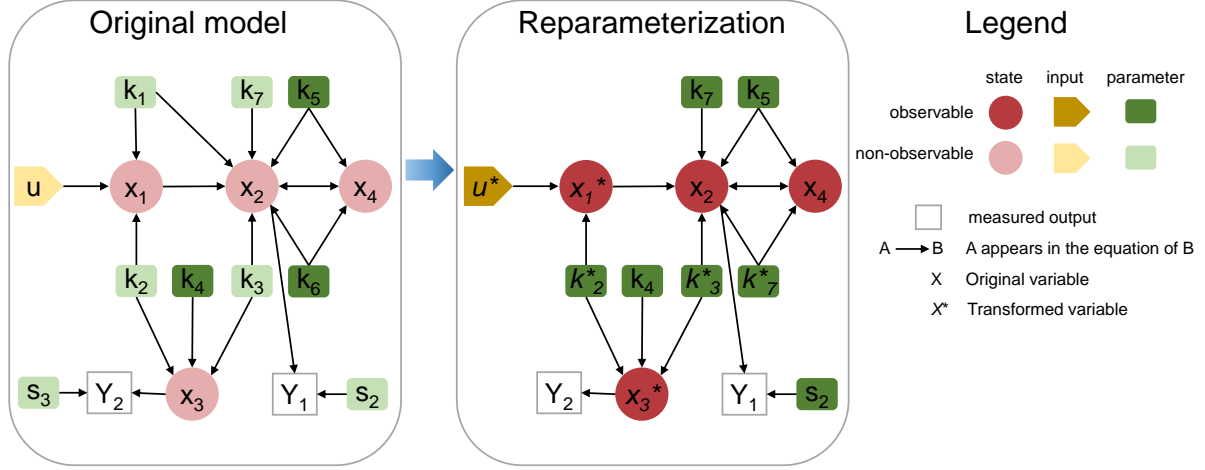 Original model
Reparameterization
Legend
k1
k7
k5
u
x1
x2
x4
k2
k4
k3
k6
s3
Y2
x3
Y1
s2
k7
k5
u*
x1*
x2
x4
k*2
k4
k*3
k*7
Y2
x3*
Y1
s2
state input parameter
observable
non-observable
measured output
A B A appears in the equation of B
X Original variable
X* Transformed variable